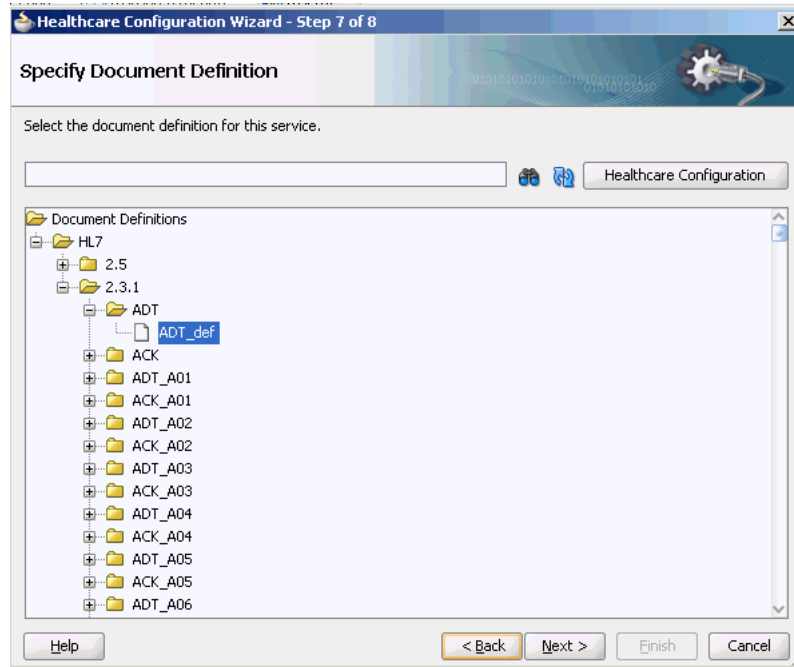 Healthcare Configuration Wizard - Step 7 of 8
Specify Document Definition
Select the document definition for this service.
Healthcare Configuration
Document Definitions
HL7
2.5
2.3.1
ADT
ADT_def
ACK
ADT_A01
ACK_A01
ADT_A02
ACK_A02
ADT_A03
ACK_A03
ADT_A04
ACK_A04
ADT_A05
ACK_A05
ADT_A06
Help < Back Next > Finish Cancel